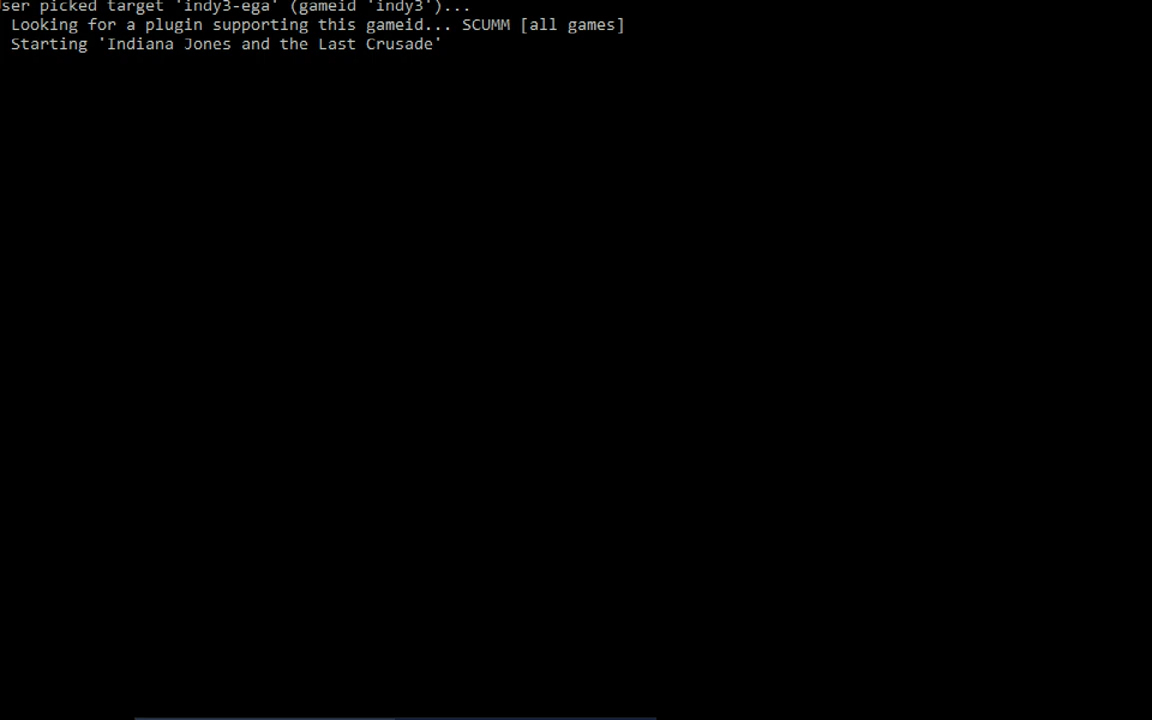 ser picked target 'indy3-ega' (gameid 'indy3')...
Looking for a plugin supporting this gameid... SCUMM [all games]
Starting 'Indiana Jones and the Last Crusade'